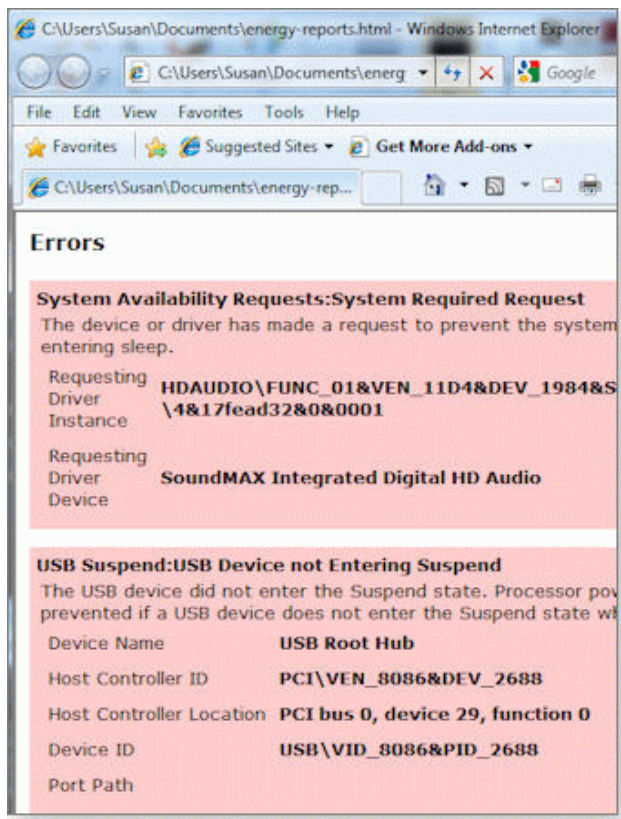 C:\Users\Susan\Documents\energy-reports.html - Windows Internet Explorer
C:\Users\Susan\Documents\energ
Google
File Edit View Favorites Tools Help
Favorites Suggested Sites Get More Add-ons
C:\Users\Susan\Documents\energy-rep...
Errors
System Availability Requests:System Required Request
The device or driver has made a request to prevent the system
entering sleep.
Requesting
Driver
Instance
HDAUDIO\FUNC_01&VEN_11D4&DEV_1984&S
\4&17fead32&0&0001
Requesting
Driver
Device
SoundMAX Integrated Digital HD Audio
USB Suspend:USB Device not Entering Suspend
The USB device did not enter the Suspend state. Processor pow
prevented if a USB device does not enter the Suspend state wh
Device Name USB Root Hub
Host Controller ID PCI\VEN_8086&DEV_2688
Host Controller Location PCI bus 0, device 29, function 0
Device ID USB\VID_8086&PID_2688
Port Path